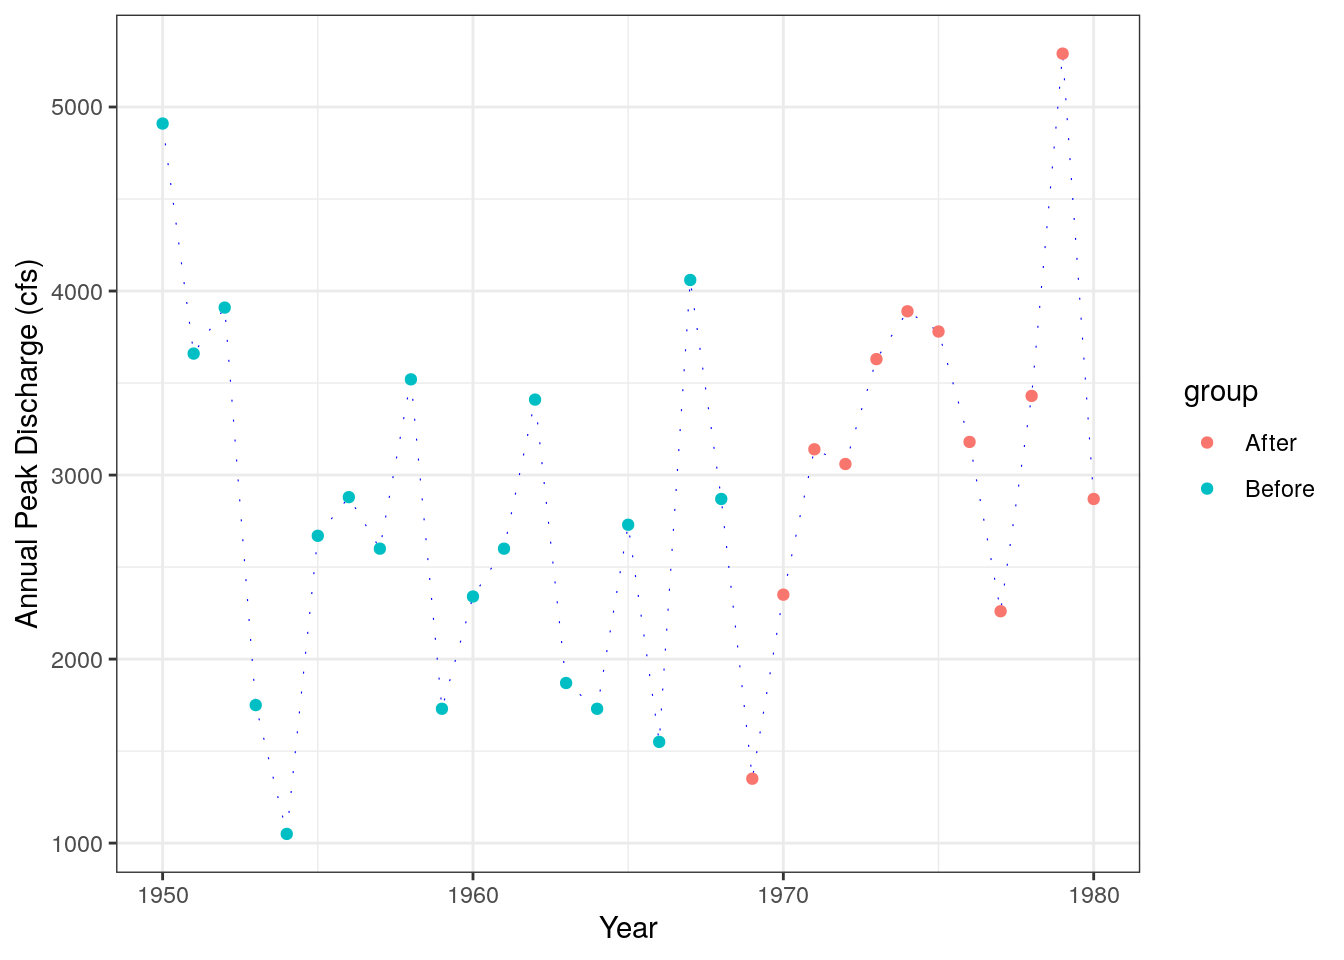 5000
4000
3000
2000
1000
Annual Peak Discharge (cfs)
1950 1960 1970 1980
Year
group
After
Before